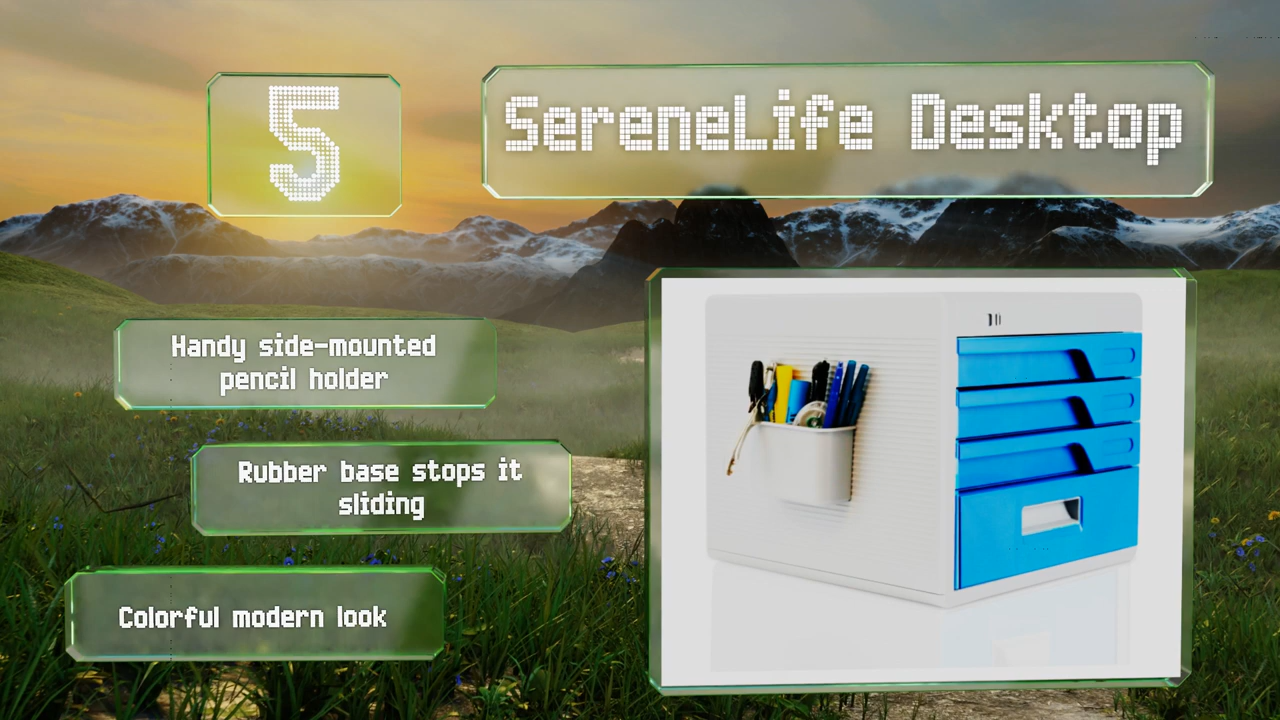 5
SereneLife Desktop
Handy side-mounted
pencil holder
Rubber base stops it
sliding
Colorful modern look